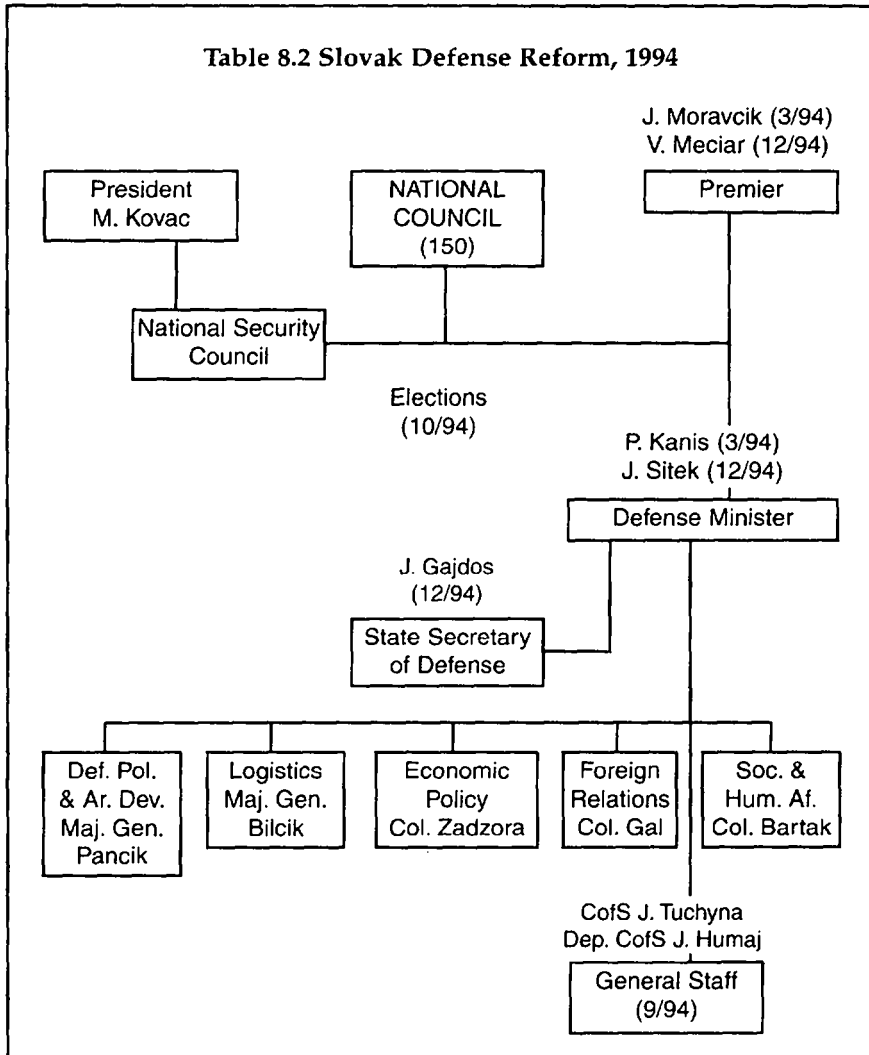 Table 8.2 Slovak Defense Reform, 1994
J. Moravcik (3/94)
V. Meciar (12/94)
President
M. Kovac
NATIONAL
COUNCIL
(150)
Premier
National Security
Council
Elections
(10/94)
P. Kanis (3/94)
J. Sitek (12/94)
Defense Minister
J. Gajdos
(12/94)
State Secretary
of Defense
Def. Pol.
& Ar. Dev.
Maj. Gen.
Pancik
Logistics
Maj. Gen.
Bilcik
Economic
Policy
Col. Zadzora
Foreign
Relations
Col. Gal
Soc. &
Hum. Af.
Col. Bartak
CofS J. Tuchyna
Dep. CofS J. Humaj
General Staff
(9/94)